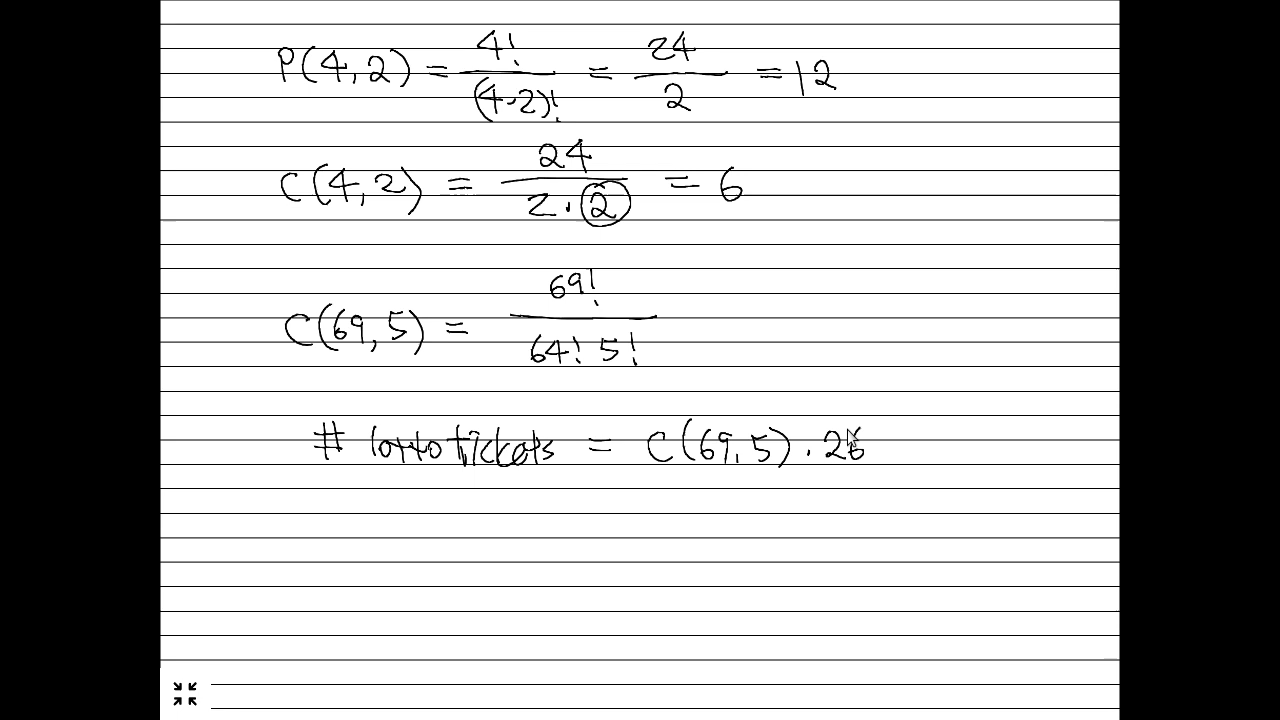 P(4,2) = 4!/(4-2)! = 24/2 = 12
C(4,2) = 24/(2·2) = 6
C(69,5) = 69!/(64! 5!)
# lotto tickets = C(69,5) · 26